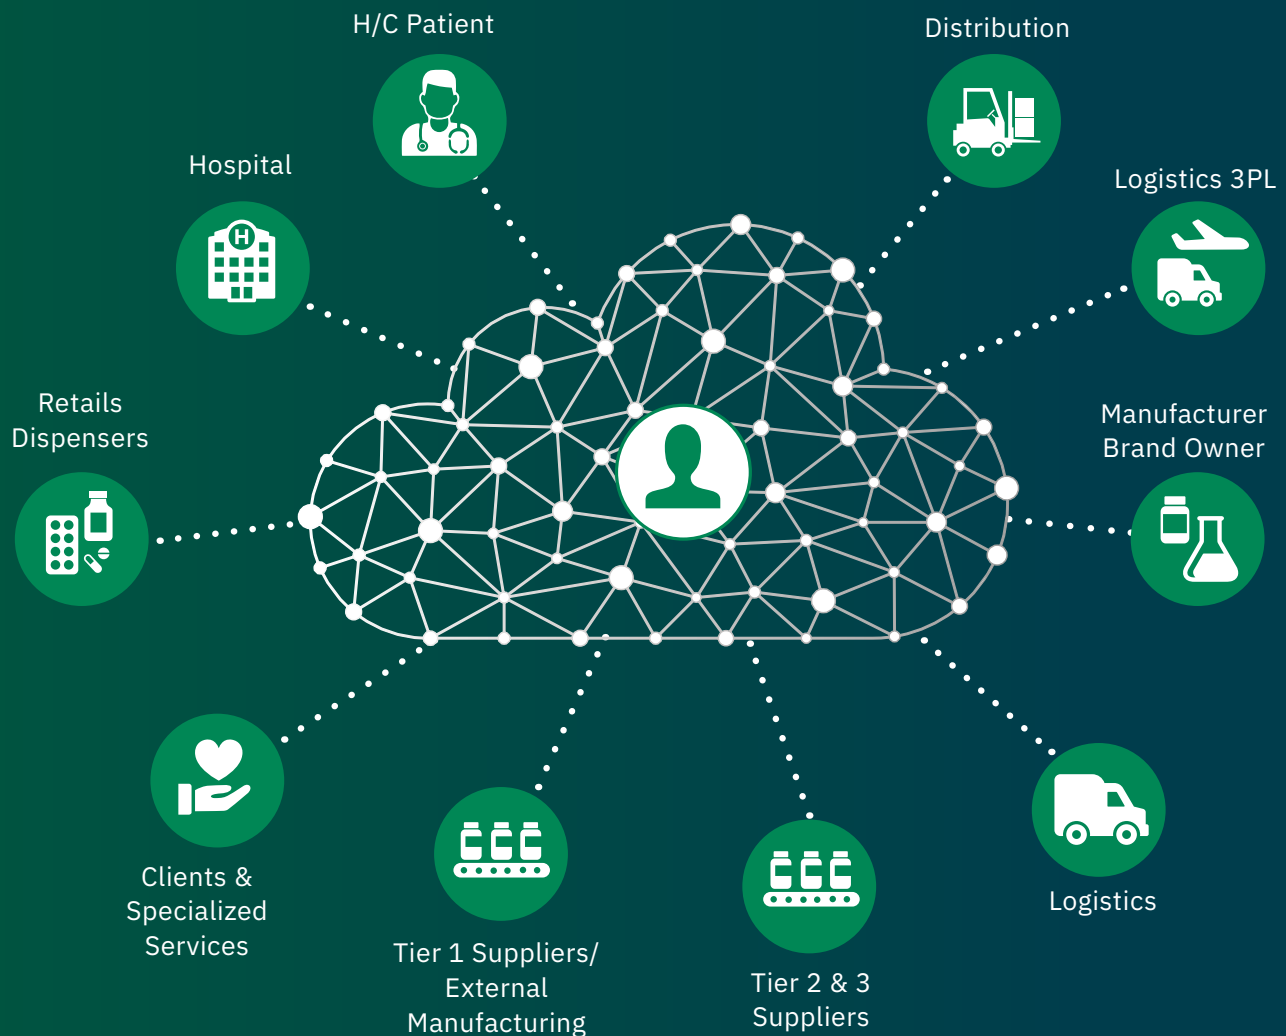 H/C Patient
Distribution
Hospital
H
Logistics 3PL
Retails
Dispensers
Manufacturer
Brand Owner
Clients &
Specialized
Services
Tier 1 Suppliers/
External
Manufacturing
Tier 2 & 3
Suppliers
Logistics